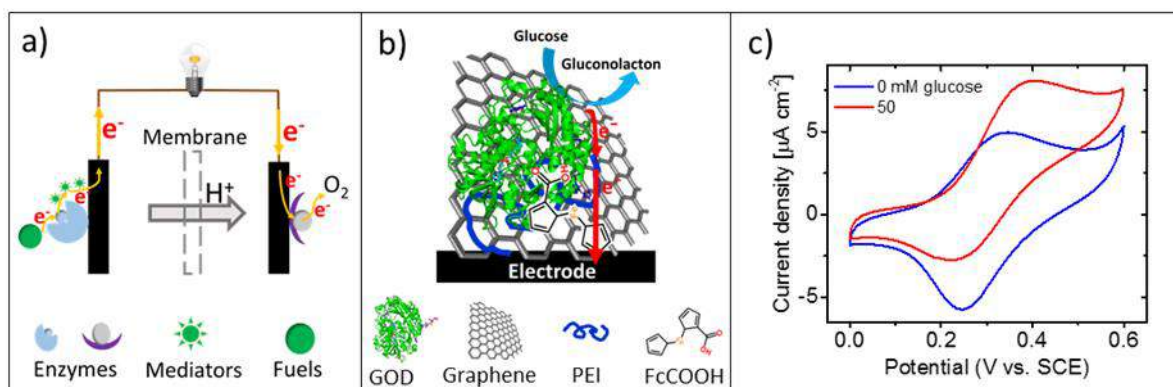 a)
e-
Membrane
e-
H+
e-
e-
e-
e-
O2
Enzymes
Mediators
Fuels
b)
Glucose
Gluconolacton
e-
e-
Electrode
GOD
Graphene
PEI
FcCOOH
c)
0 mM glucose
50
Current density [µA cm-2]
5
0
-5
0.0
0.2
0.4
0.6
Potential (V vs. SCE)